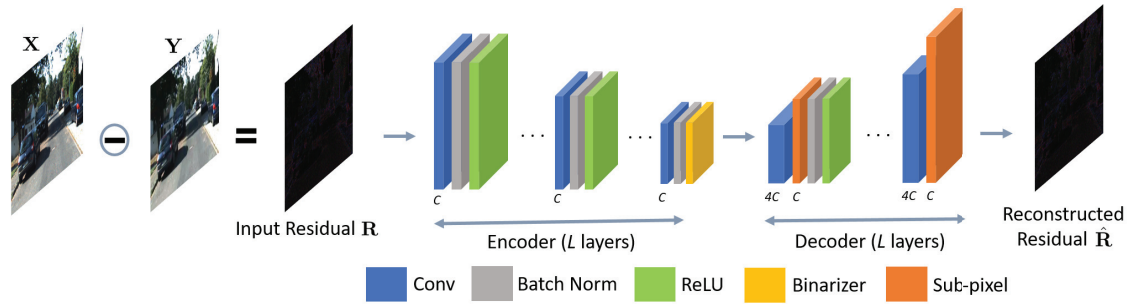 X
Y
Input Residual R
C
C
C
Encoder (L layers)
4C
C
4C
C
Decoder (L layers)
Reconstructed
Residual R̂
Conv
Batch Norm
ReLU
Binarizer
Sub-pixel